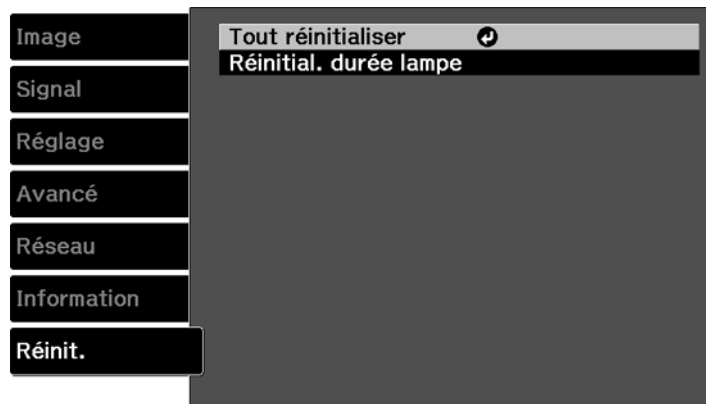 Image
Signal
Réglage
Avancé
Réseau
Information
Réinit.
Tout réinitialiser
Réinitial. durée lampe